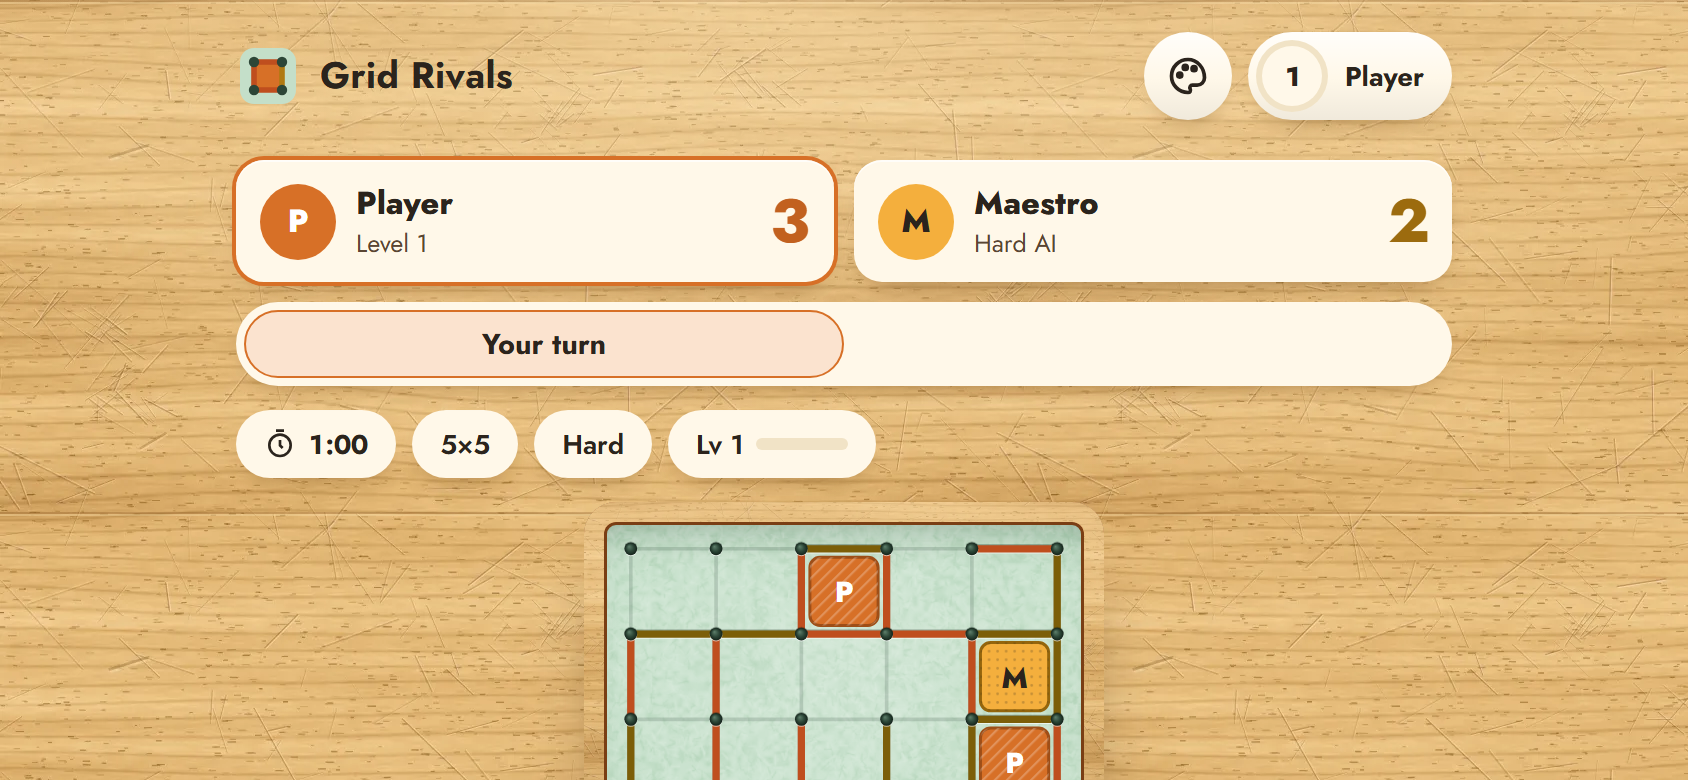 Grid Rivals
1 Player
P Player 3
Level 1
M Maestro 2
Hard AI
Your turn
1:00 5×5 Hard Lv 1
P
M
P